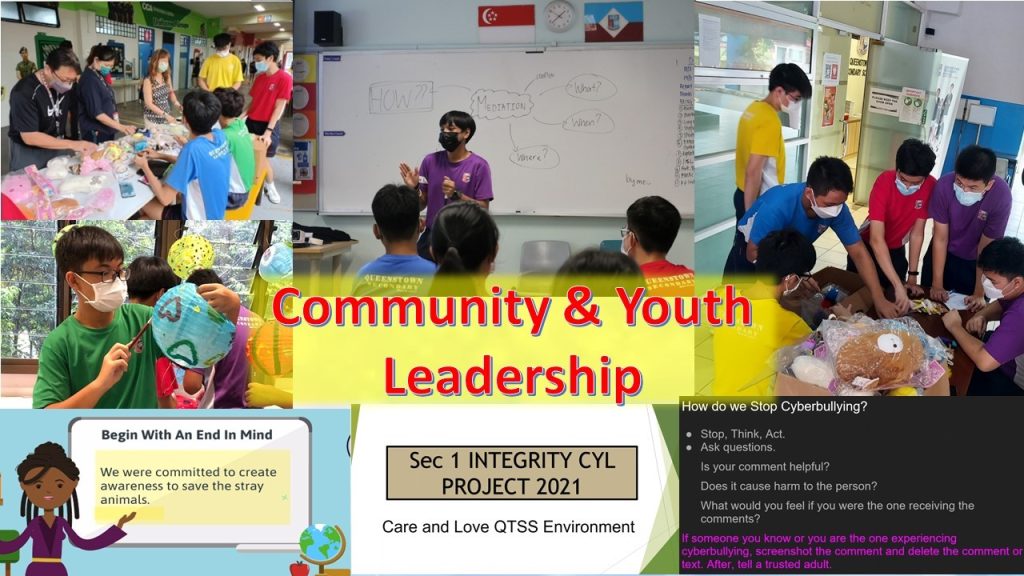 CCA
HOW??
MEDIATION
What?
When?
Where?
QUEENSTOWN
SECONDARY
QUEENSTOWN
Community & Youth
Leadership
Begin With An End In Mind
We were committed to create
awareness to save the stray
animals.
Sec 1 INTEGRITY CYL
PROJECT 2021
Care and Love QTSS Environment
How do we Stop Cyberbullying?
● Stop, Think, Act.
● Ask questions.
Is your comment helpful?
Does it cause harm to the person?
What would you feel if you were the one receiving the
comments?
If someone you know or you are the one experiencing
cyberbullying, screenshot the comment and delete the comment or
text. After, tell a trusted adult.